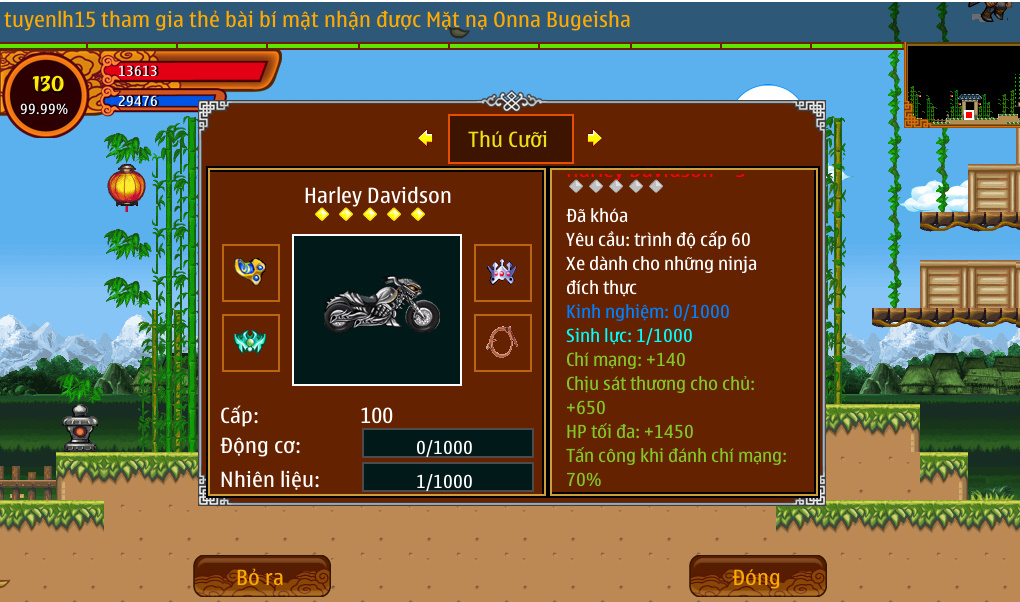 tuyenlh15 tham gia thẻ bài bí mật nhận được Mặt nạ Onna Bugeisha
130
99.99%
13613
29476
Thú Cưỡi
Harley Davidson
Cấp: 100
Động cơ: 0/1000
Nhiên liệu: 1/1000
Đã khóa
Yêu cầu: trình độ cấp 60
Xe dành cho những ninja
đích thực
Kinh nghiệm: 0/1000
Sinh lực: 1/1000
Chí mạng: +140
Chịu sát thương cho chủ:
+650
HP tối đa: +1450
Tấn công khi đánh chí mạng:
70%
Bỏ ra
Đóng